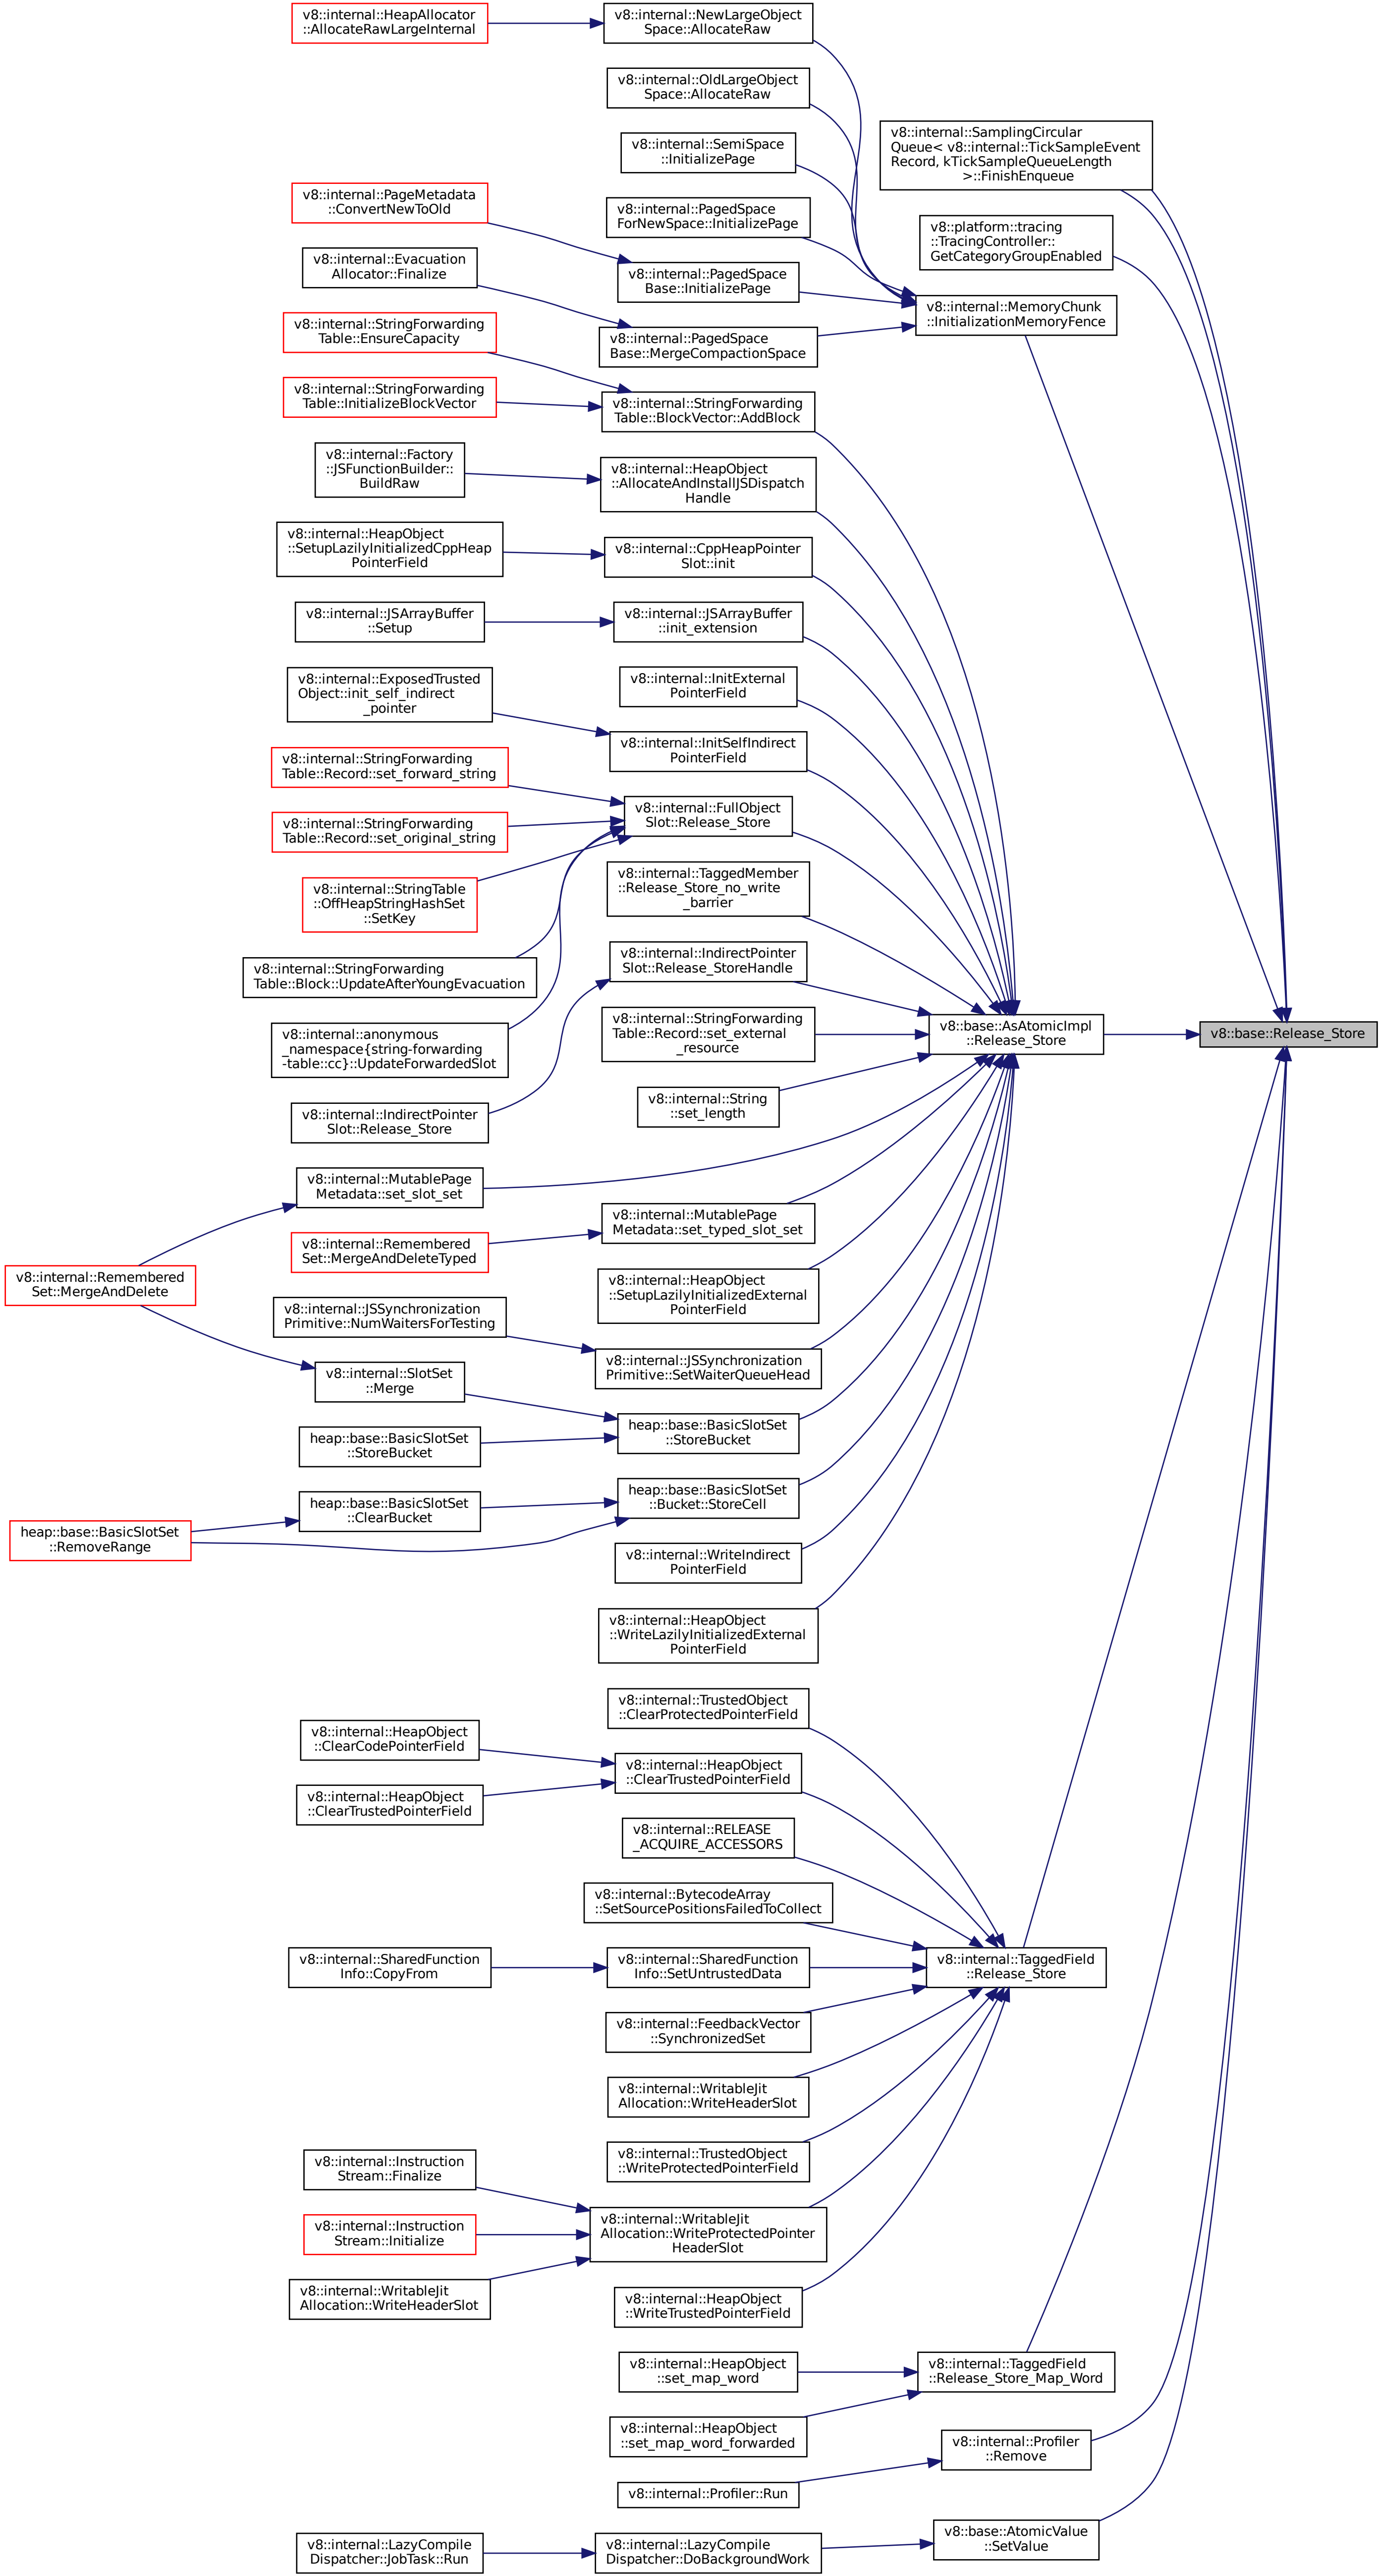 v8::internal::HeapAllocator
::AllocateRawLargeInternal
v8::internal::NewLargeObject
Space::AllocateRaw
v8::internal::OldLargeObject
Space::AllocateRaw
v8::internal::SamplingCircular
Queue< v8::internal::TickSampleEvent
Record, kTickSampleQueueLength
>::FinishEnqueue
v8::internal::SemiSpace
::InitializePage
v8::internal::PageMetadata
::ConvertNewToOld
v8::internal::PagedSpace
ForNewSpace::InitializePage
v8::platform::tracing
::TracingController::
GetCategoryGroupEnabled
v8::internal::Evacuation
Allocator::Finalize
v8::internal::PagedSpace
Base::InitializePage
v8::internal::MemoryChunk
::InitializationMemoryFence
v8::internal::StringForwarding
Table::EnsureCapacity
v8::internal::PagedSpace
Base::MergeCompactionSpace
v8::internal::StringForwarding
Table::InitializeBlockVector
v8::internal::StringForwarding
Table::BlockVector::AddBlock
v8::internal::Factory
::JSFunctionBuilder::
BuildRaw
v8::internal::HeapObject
::AllocateAndInstallJSDispatch
Handle
v8::internal::HeapObject
::SetupLazilyInitializedCppHeap
PointerField
v8::internal::CppHeapPointer
Slot::init
v8::internal::JSArrayBuffer
::Setup
v8::internal::JSArrayBuffer
::init_extension
v8::internal::ExposedTrusted
Object::init_self_indirect
_pointer
v8::internal::InitExternal
PointerField
v8::internal::InitSelfIndirect
PointerField
v8::internal::StringForwarding
Table::Record::set_forward_string
v8::internal::FullObject
Slot::Release_Store
v8::internal::StringForwarding
Table::Record::set_original_string
v8::internal::StringTable
::OffHeapStringHashSet
::SetKey
v8::internal::TaggedMember
::Release_Store_no_write
_barrier
v8::internal::StringForwarding
Table::Block::UpdateAfterYoungEvacuation
v8::internal::IndirectPointer
Slot::Release_StoreHandle
v8::internal::anonymous
_namespace{string-forwarding
-table::cc}::UpdateForwardedSlot
v8::internal::StringForwarding
Table::Record::set_external
_resource
v8::base::AsAtomicImpl
::Release_Store
v8::base::Release_Store
v8::internal::IndirectPointer
Slot::Release_Store
v8::internal::String
::set_length
v8::internal::MutablePage
Metadata::set_slot_set
v8::internal::MutablePage
Metadata::set_typed_slot_set
v8::internal::Remembered
Set::MergeAndDeleteTyped
v8::internal::Remembered
Set::MergeAndDelete
v8::internal::HeapObject
::SetupLazilyInitializedExternal
PointerField
v8::internal::JSSynchronization
Primitive::NumWaitersForTesting
v8::internal::JSSynchronization
Primitive::SetWaiterQueueHead
v8::internal::SlotSet
::Merge
heap::base::BasicSlotSet
::StoreBucket
heap::base::BasicSlotSet
::StoreBucket
heap::base::BasicSlotSet
::Bucket::StoreCell
heap::base::BasicSlotSet
::ClearBucket
heap::base::BasicSlotSet
::RemoveRange
v8::internal::WriteIndirect
PointerField
v8::internal::HeapObject
::WriteLazilyInitializedExternal
PointerField
v8::internal::TrustedObject
::ClearProtectedPointerField
v8::internal::HeapObject
::ClearCodePointerField
v8::internal::HeapObject
::ClearTrustedPointerField
v8::internal::HeapObject
::ClearTrustedPointerField
v8::internal::RELEASE
_ACQUIRE_ACCESSORS
v8::internal::BytecodeArray
::SetSourcePositionsFailedToCollect
v8::internal::SharedFunction
Info::CopyFrom
v8::internal::SharedFunction
Info::SetUntrustedData
v8::internal::TaggedField
::Release_Store
v8::internal::FeedbackVector
::SynchronizedSet
v8::internal::WritableJit
Allocation::WriteHeaderSlot
v8::internal::TrustedObject
::WriteProtectedPointerField
v8::internal::Instruction
Stream::Finalize
v8::internal::Instruction
Stream::Initialize
v8::internal::WritableJit
Allocation::WriteProtectedPointer
HeaderSlot
v8::internal::WritableJit
Allocation::WriteHeaderSlot
v8::internal::HeapObject
::WriteTrustedPointerField
v8::internal::HeapObject
::set_map_word
v8::internal::TaggedField
::Release_Store_Map_Word
v8::internal::HeapObject
::set_map_word_forwarded
v8::internal::Profiler
::Remove
v8::internal::Profiler::Run
v8::internal::LazyCompile
Dispatcher::JobTask::Run
v8::internal::LazyCompile
Dispatcher::DoBackgroundWork
v8::base::AtomicValue
::SetValue